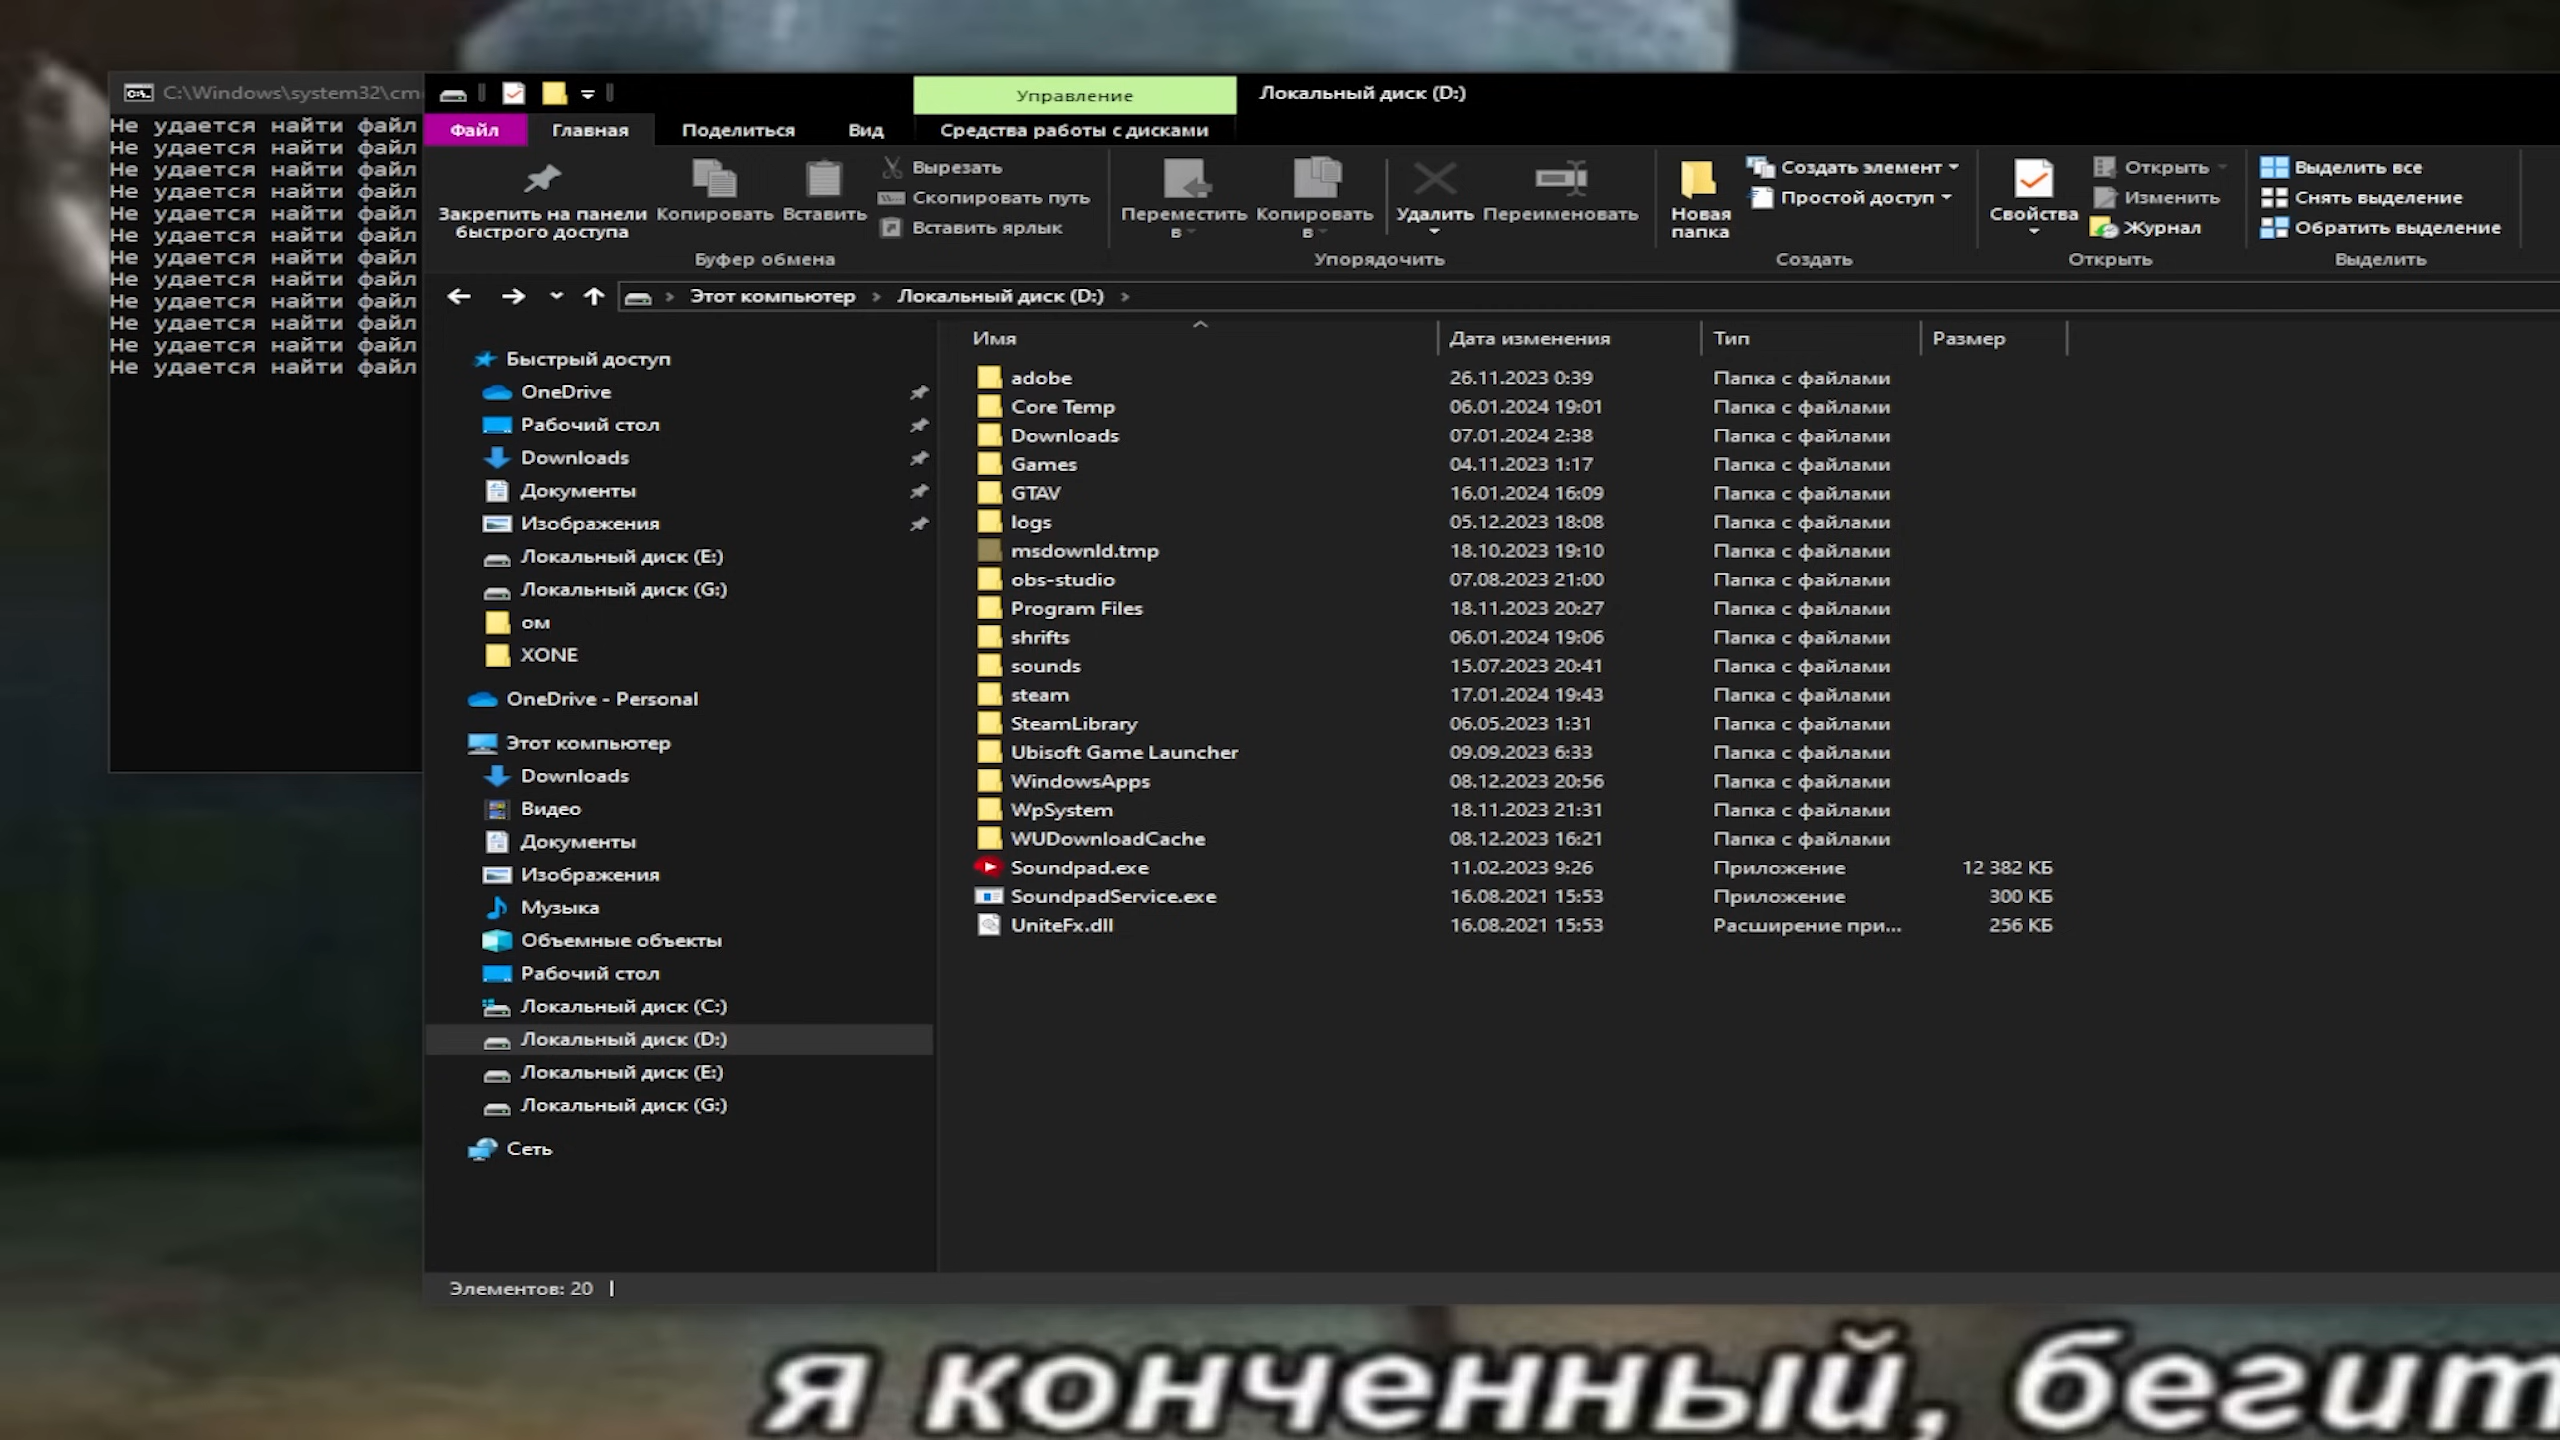 C:\Windows\system32\cm
Не удается найти файл
Не удается найти файл
Не удается найти файл
Не удается найти файл
Не удается найти файл
Не удается найти файл
Не удается найти файл
Не удается найти файл
Не удается найти файл
Не удается найти файл
Не удается найти файл
Не удается найти файл
Управление
Локальный диск (D:)
Файл
Главная
Поделиться
Вид
Средства работы с дисками
Закрепить на панели
быстрого доступа
Копировать
Вставить
Вырезать
Скопировать путь
Вставить ярлык
Буфер обмена
Переместить
в
Копировать
в
Удалить
Переименовать
Упорядочить
Новая
папка
Создать элемент
Простой доступ
Создать
Свойства
Открыть
Изменить
Журнал
Открыть
Выделить все
Снять выделение
Обратить выделение
Выделить
Этот компьютер > Локальный диск (D:) >
Быстрый доступ
OneDrive
Рабочий стол
Downloads
Документы
Изображения
Локальный диск (E:)
Локальный диск (G:)
ом
XONE
OneDrive - Personal
Этот компьютер
Downloads
Видео
Документы
Изображения
Музыка
Объемные объекты
Рабочий стол
Локальный диск (C:)
Локальный диск (D:)
Локальный диск (E:)
Локальный диск (G:)
Сеть
Имя Дата изменения Тип Размер
adobe 26.11.2023 0:39 Папка с файлами
Core Temp 06.01.2024 19:01 Папка с файлами
Downloads 07.01.2024 2:38 Папка с файлами
Games 04.11.2023 1:17 Папка с файлами
GTAV 16.01.2024 16:09 Папка с файлами
logs 05.12.2023 18:08 Папка с файлами
msdownld.tmp 18.10.2023 19:10 Папка с файлами
obs-studio 07.08.2023 21:00 Папка с файлами
Program Files 18.11.2023 20:27 Папка с файлами
shrifts 06.01.2024 19:06 Папка с файлами
sounds 15.07.2023 20:41 Папка с файлами
steam 17.01.2024 19:43 Папка с файлами
SteamLibrary 06.05.2023 1:31 Папка с файлами
Ubisoft Game Launcher 09.09.2023 6:33 Папка с файлами
WindowsApps 08.12.2023 20:56 Папка с файлами
WpSystem 18.11.2023 21:31 Папка с файлами
WUDownloadCache 08.12.2023 16:21 Папка с файлами
Soundpad.exe 11.02.2023 9:26 Приложение 12 382 КБ
SoundpadService.exe 16.08.2021 15:53 Приложение 300 КБ
UniteFx.dll 16.08.2021 15:53 Расширение при... 256 КБ
Элементов: 20
я конченный, бегит